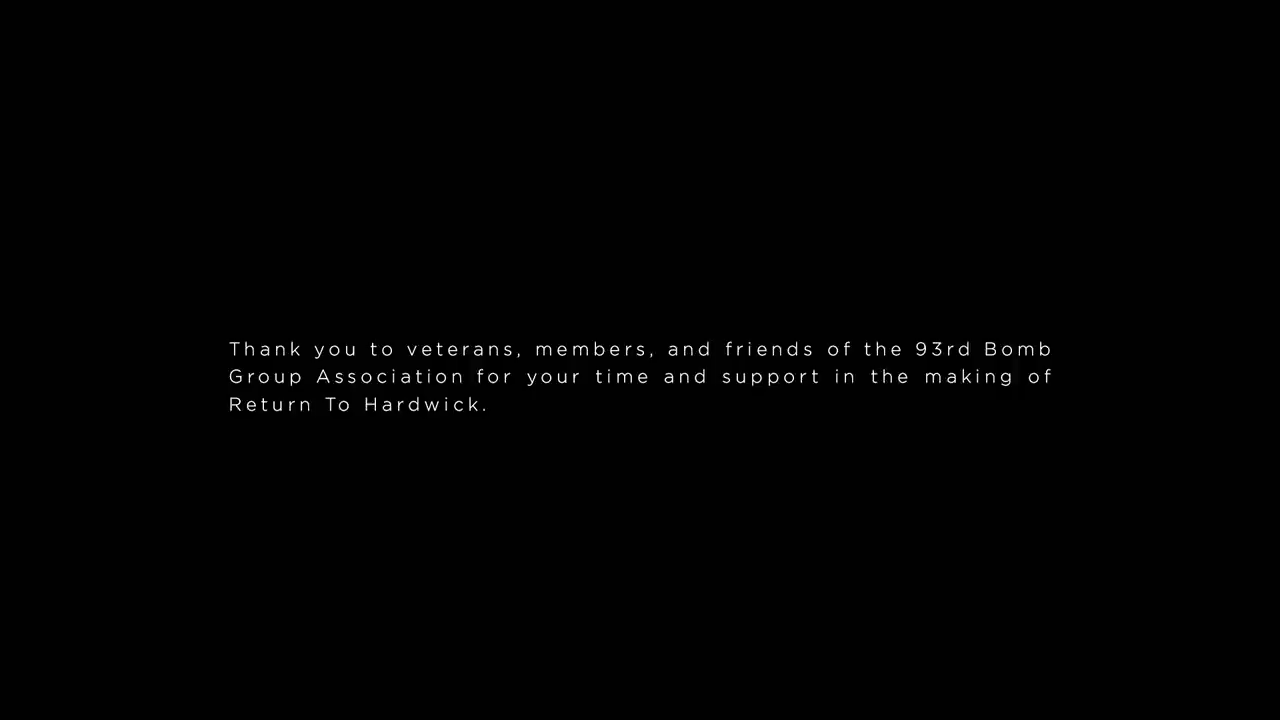 Thank you to veterans, members, and friends of the 93rd Bomb
Group Association for your time and support in the making of
Return To Hardwick.